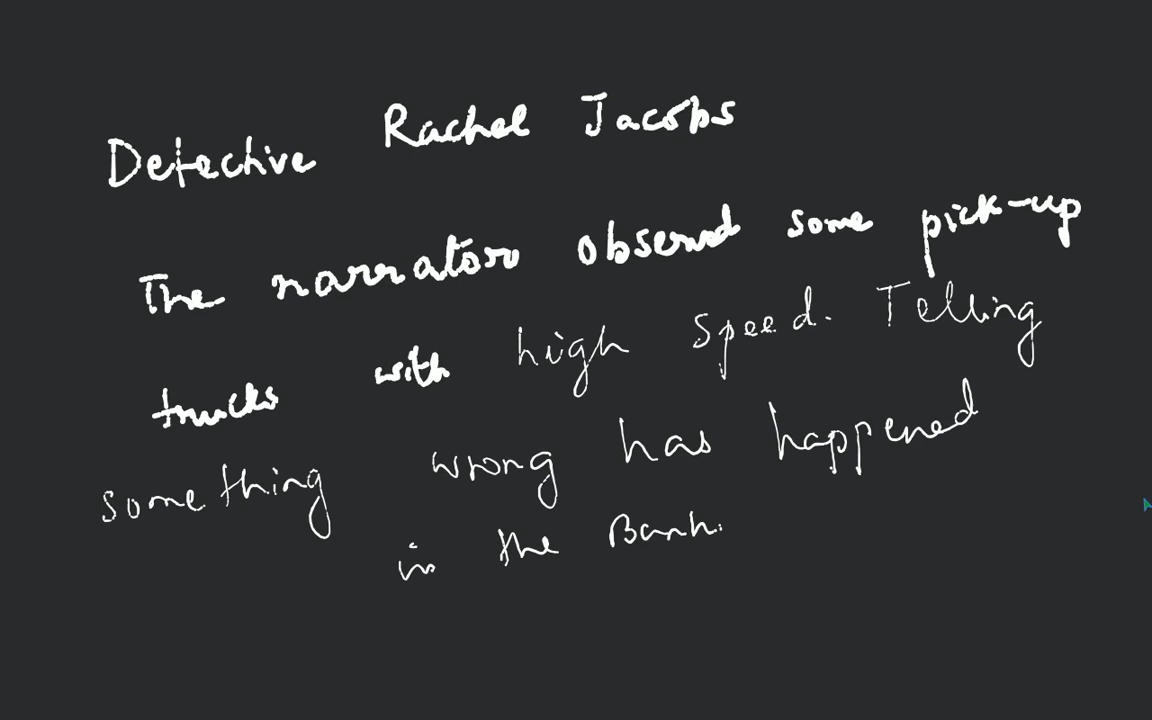 Detective Rachel Jacobs
The narrator observed some pick-up
trucks with high speed. Telling
something wrong has happened
in the Bank.